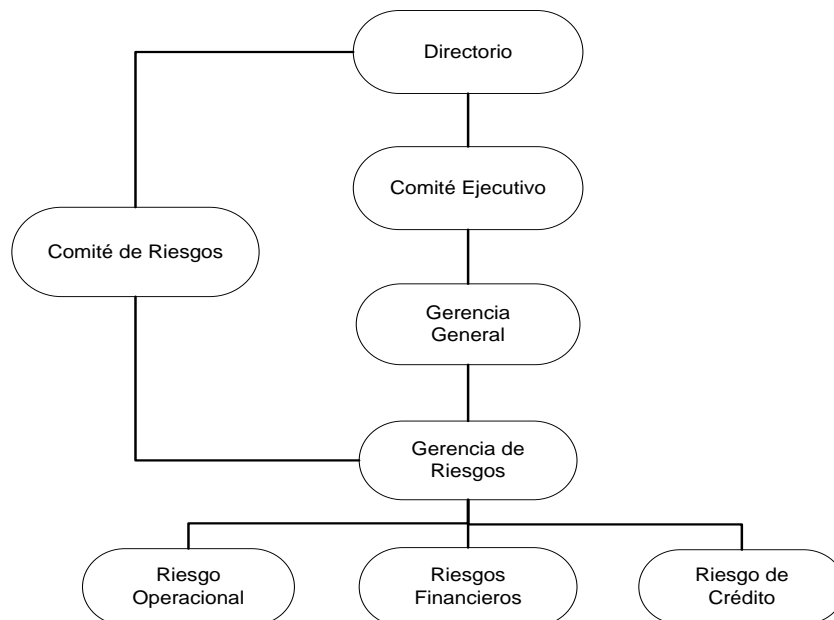 Directorio
Comité Ejecutivo
Comité de Riesgos
Gerencia
General
Gerencia de
Riesgos
Riesgo
Operacional
Riesgos
Financieros
Riesgo de
Crédito